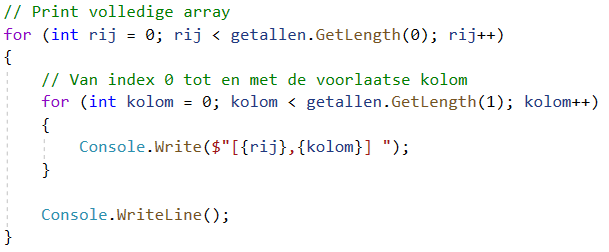 // Print volledige array
for (int rij = 0; rij < getallen.GetLength(0); rij++)
{
    // Van index 0 tot en met de voorlaatse kolom
    for (int kolom = 0; kolom < getallen.GetLength(1); kolom++)
    {
        Console.Write($"[{rij},{kolom}] ");
    }

    Console.WriteLine();
}